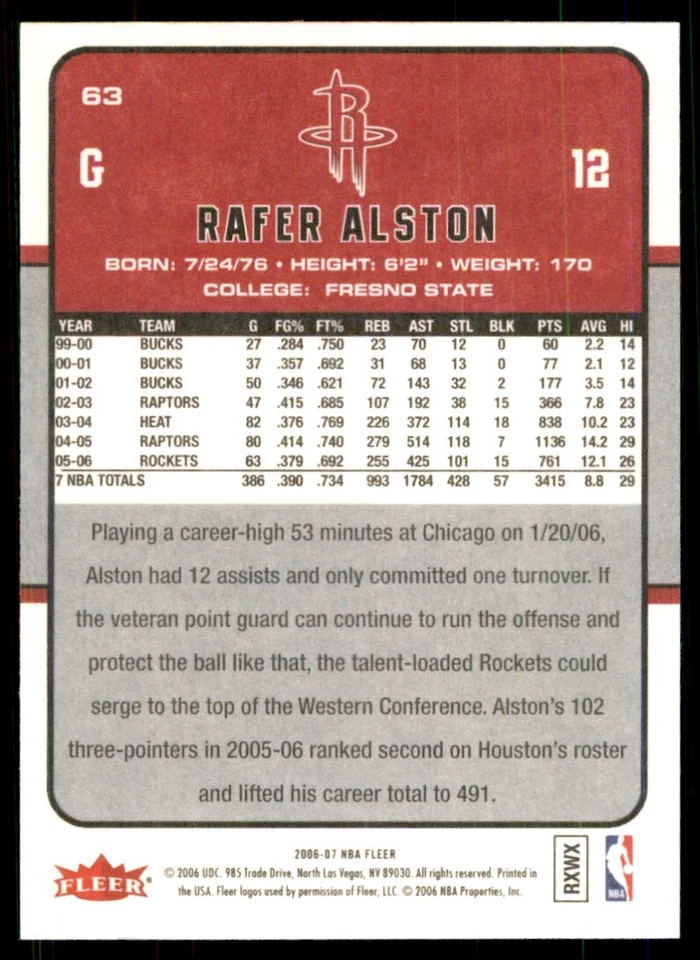 63
G
12
RAFER ALSTON
BORN: 7/24/76 • HEIGHT: 6'2" • WEIGHT: 170
COLLEGE: FRESNO STATE
YEAR TEAM G FG% FT% REB AST STL BLK PTS AVG HI
99-00 BUCKS 27 .284 .750 23 70 12 0 60 2.2 14
00-01 BUCKS 37 .357 .692 31 68 13 0 77 2.1 12
01-02 BUCKS 50 .346 .621 72 143 32 2 177 3.5 14
02-03 RAPTORS 47 .415 .685 107 192 38 15 366 7.8 23
03-04 HEAT 82 .376 .769 226 372 114 18 838 10.2 23
04-05 RAPTORS 80 .414 .740 279 514 118 7 1136 14.2 29
05-06 ROCKETS 63 .379 .692 255 425 101 15 761 12.1 26
7 NBA TOTALS 386 .390 .734 993 1784 428 57 3415 8.8 29
Playing a career-high 53 minutes at Chicago on 1/20/06,
Alston had 12 assists and only committed one turnover. If
the veteran point guard can continue to run the offense and
protect the ball like that, the talent-loaded Rockets could
serge to the top of the Western Conference. Alston's 102
three-pointers in 2005-06 ranked second on Houston's roster
and lifted his career total to 491.
2006-07 NBA FLEER
© 2006 UDC. 985 Trade Drive, North Las Vegas, NV 89030. All rights reserved. Printed in
the USA. Fleer logos used by permission of Fleer, LLC. © 2006 NBA Properties, Inc.
FLEER
RXWX
NBA